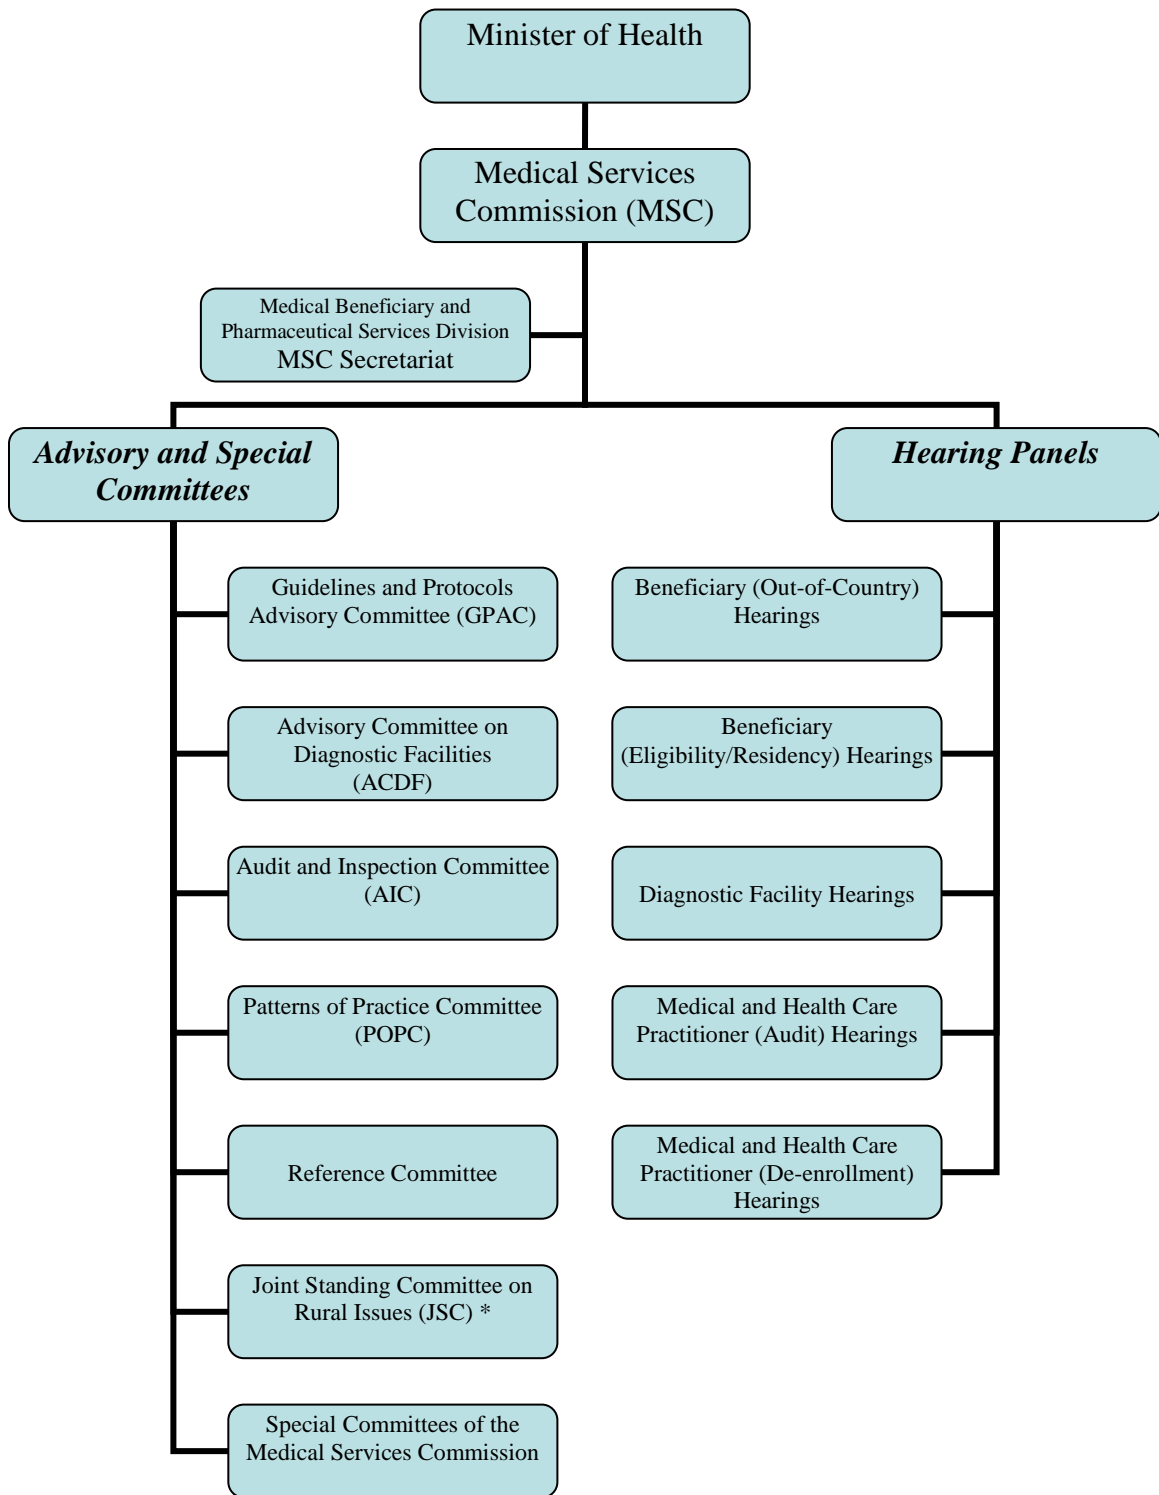 Minister of Health
Medical Services
Commission (MSC)
Medical Beneficiary and
Pharmaceutical Services Division
MSC Secretariat
Advisory and Special
Committees
Hearing Panels
Guidelines and Protocols
Advisory Committee (GPAC)
Advisory Committee on
Diagnostic Facilities
(ACDF)
Audit and Inspection Committee
(AIC)
Patterns of Practice Committee
(POPC)
Reference Committee
Joint Standing Committee on
Rural Issues (JSC) *
Special Committees of the
Medical Services Commission
Beneficiary (Out-of-Country)
Hearings
Beneficiary
(Eligibility/Residency) Hearings
Diagnostic Facility Hearings
Medical and Health Care
Practitioner (Audit) Hearings
Medical and Health Care
Practitioner (De-enrollment)
Hearings